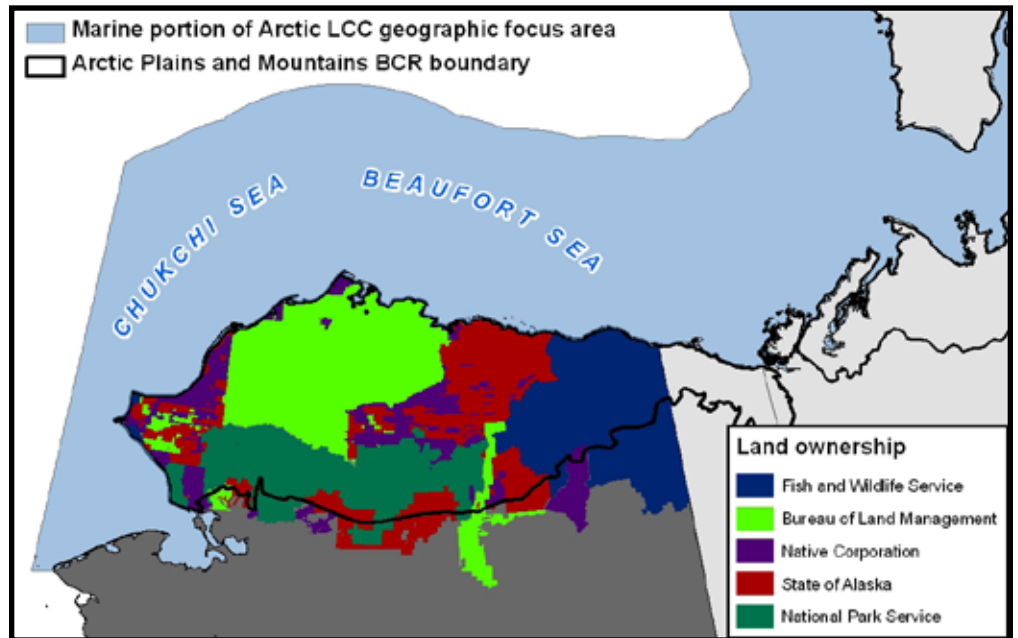 Marine portion of Arctic LCC geographic focus area
Arctic Plains and Mountains BCR boundary
CHUKCHI SEA
BEAUFORT SEA
Land ownership
Fish and Wildlife Service
Bureau of Land Management
Native Corporation
State of Alaska
National Park Service